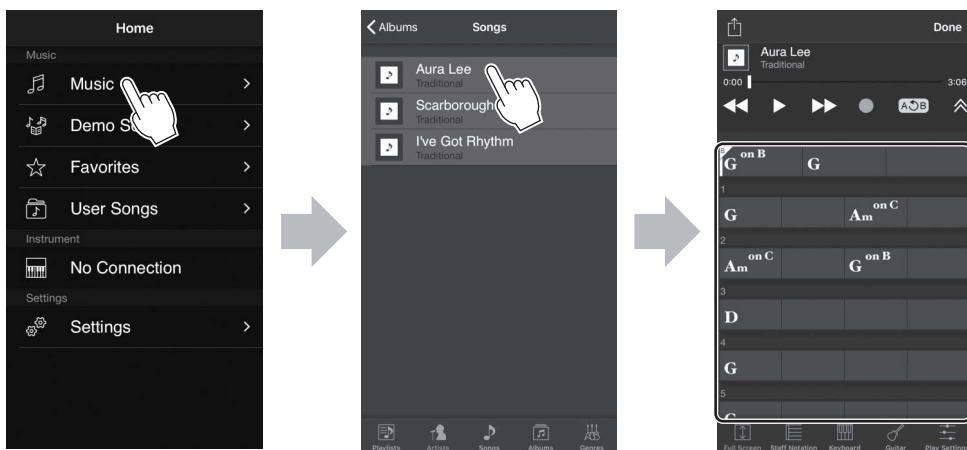 Home
Music
Music
Demo S
Favorites
User Songs
Instrument
No Connection
Settings
Settings
Albums
Songs
Aura Lee
Traditional
Scarborough
Traditional
I've Got Rhythm
Traditional
Playlists Artists Songs Albums Genres
Done
Aura Lee
Traditional
0:00 3:06
A B
B
G on B G
1
G Am on C
2
Am on C G on B
3
D
4
G
5
G
Full Screen Staff Notation Keyboard Guitar Play Settings